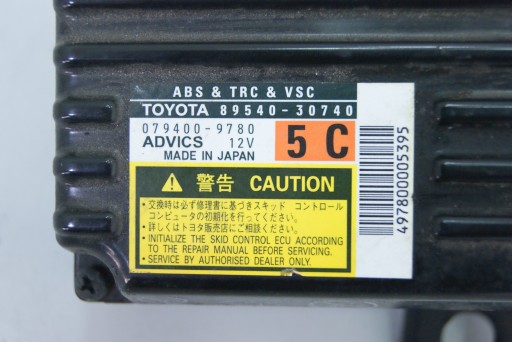 ABS & TRC & VSC
TOYOTA 89540-30740
079400-9780
ADVICS 12V
MADE IN JAPAN
5 C
497800005395
警告 CAUTION
・交換時は必ず修理書に基づきスキッド コントロール
コンピュータの初期化を行ってください。
・詳しくはトヨタ販売店にご相談ください。
・INITIALIZE THE SKID CONTROL ECU ACCORDING
TO THE REPAIR MANUAL BEFORE SERVICING.
・SERVICE BY AUTHORISED DEALER ONLY.